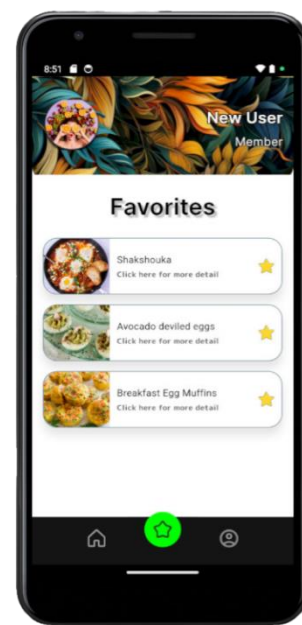 8:51
New User
Member
Favorites
Shakshouka
Click here for more detail
Avocado deviled eggs
Click here for more detail
Breakfast Egg Muffins
Click here for more detail